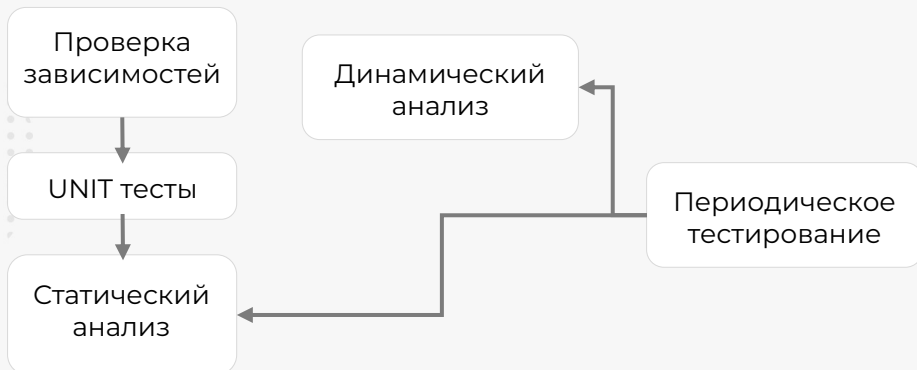 Проверка
зависимостей
UNIT тесты
Статический
анализ
Динамический
анализ
Периодическое
тестирование